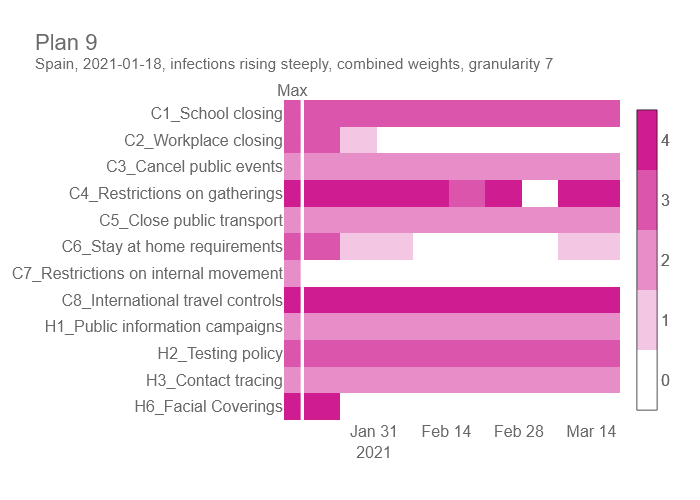 Plan 9
Spain, 2021-01-18, infections rising steeply, combined weights, granularity 7
Max
C1_School closing
C2_Workplace closing
C3_Cancel public events
C4_Restrictions on gatherings
C5_Close public transport
C6_Stay at home requirements
C7_Restrictions on internal movement
C8_International travel controls
H1_Public information campaigns
H2_Testing policy
H3_Contact tracing
H6_Facial Coverings
Jan 31 Feb 14 Feb 28 Mar 14
2021
4
3
2
1
0